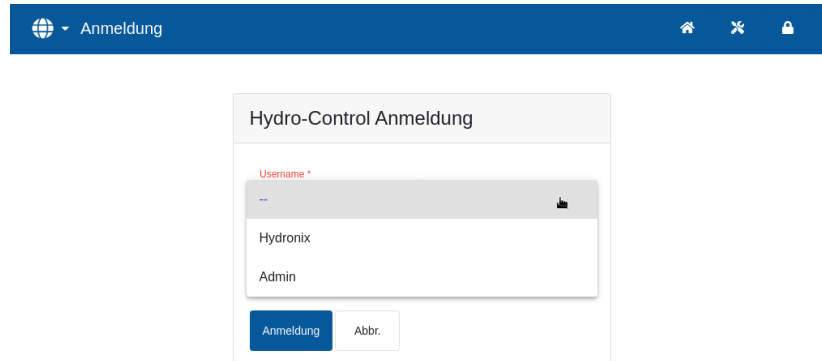 Anmeldung
Hydro-Control Anmeldung
Username *
--
Hydronix
Admin
Anmeldung Abbr.